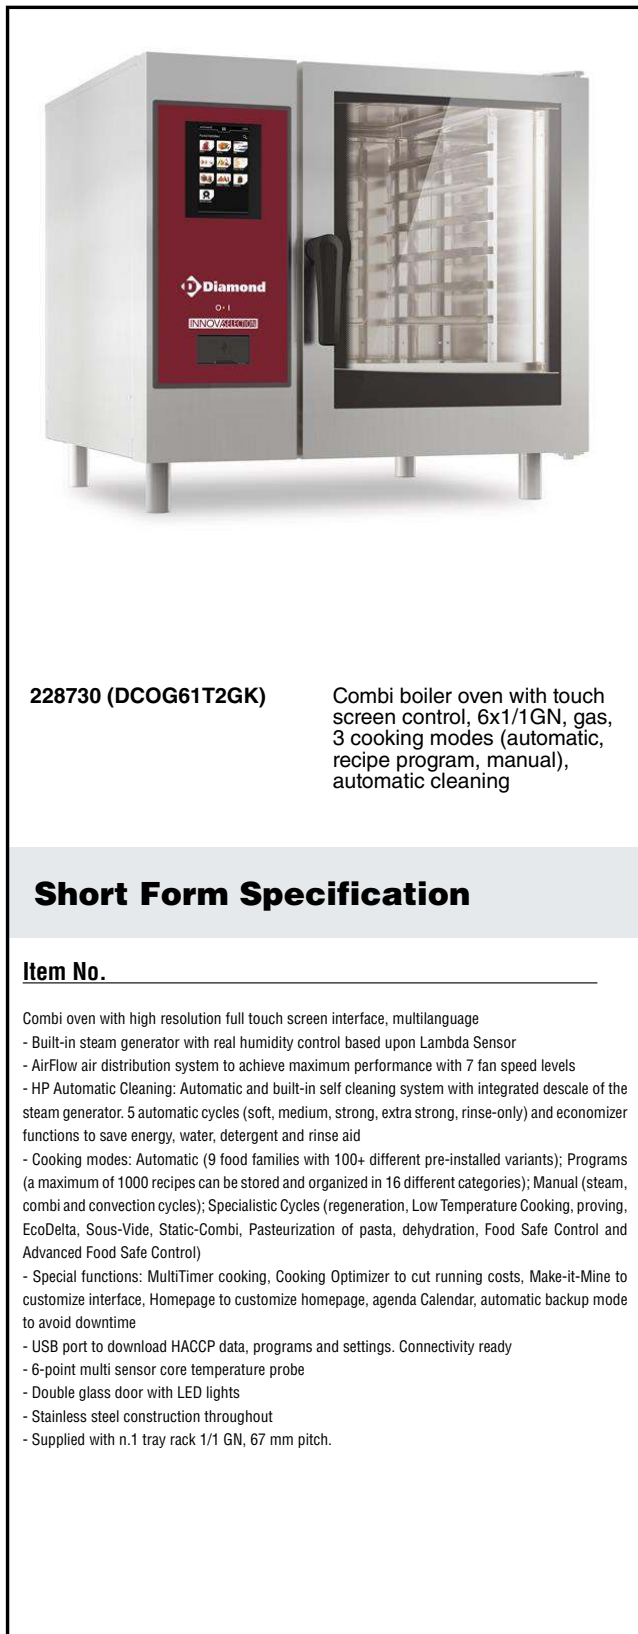 Diamond
INNOV/SELECTION
228730 (DCOG61T2GK)
Combi boiler oven with touch
screen control, 6x1/1GN, gas,
3 cooking modes (automatic,
recipe program, manual),
automatic cleaning
Short Form Specification
Item No.
Combi oven with high resolution full touch screen interface, multilanguage
- Built-in steam generator with real humidity control based upon Lambda Sensor
- AirFlow air distribution system to achieve maximum performance with 7 fan speed levels
- HP Automatic Cleaning: Automatic and built-in self cleaning system with integrated descale of the
steam generator. 5 automatic cycles (soft, medium, strong, extra strong, rinse-only) and economizer
functions to save energy, water, detergent and rinse aid
- Cooking modes: Automatic (9 food families with 100+ different pre-installed variants); Programs
(a maximum of 1000 recipes can be stored and organized in 16 different categories); Manual (steam,
combi and convection cycles); Specialistic Cycles (regeneration, Low Temperature Cooking, proving,
EcoDelta, Sous-Vide, Static-Combi, Pasteurization of pasta, dehydration, Food Safe Control and
Advanced Food Safe Control)
- Special functions: MultiTimer cooking, Cooking Optimizer to cut running costs, Make-it-Mine to
customize interface, Homepage to customize homepage, agenda Calendar, automatic backup mode
to avoid downtime
- USB port to download HACCP data, programs and settings. Connectivity ready
- 6-point multi sensor core temperature probe
- Double glass door with LED lights
- Stainless steel construction throughout
- Supplied with n.1 tray rack 1/1 GN, 67 mm pitch.